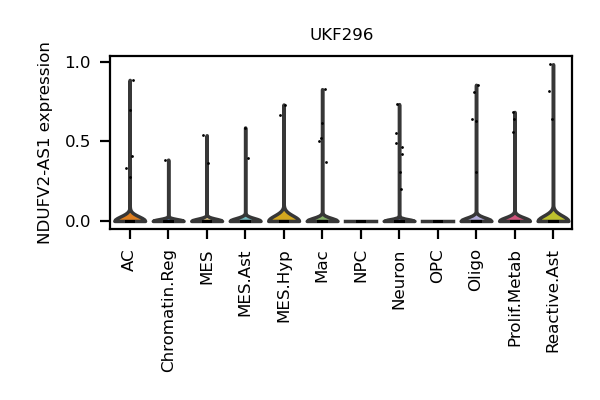 UKF296
NDUFV2-AS1 expression
1.0
0.5
0.0
AC
Chromatin.Reg
MES
MES.Ast
MES.Hyp
Mac
NPC
Neuron
OPC
Oligo
Prolif.Metab
Reactive.Ast